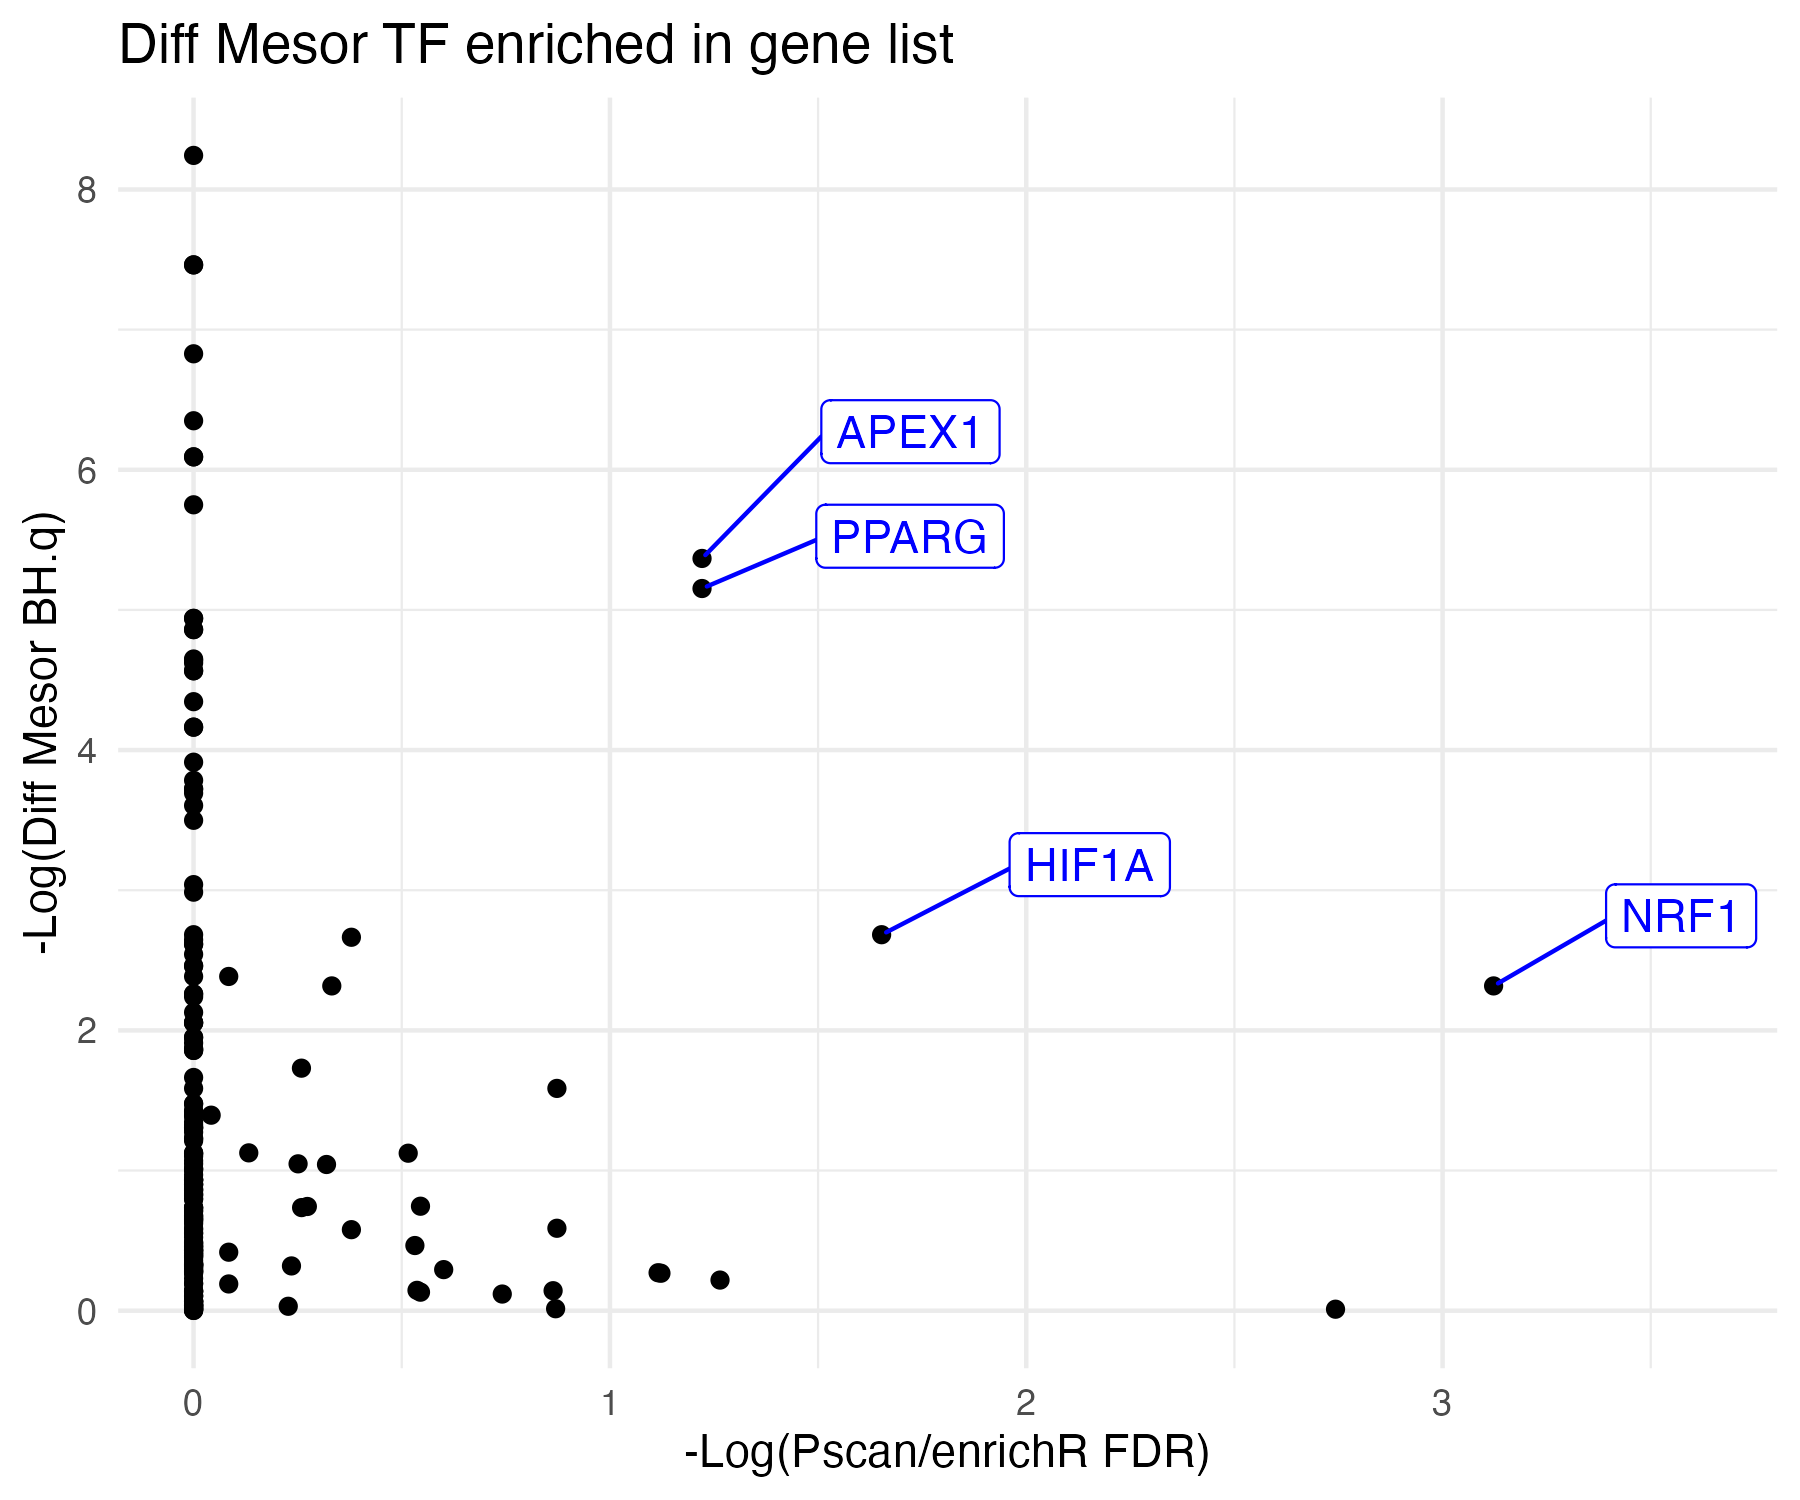 Diff Mesor TF enriched in gene list
-Log(Diff Mesor BH.q)
8
6
4
2
0
APEX1
PPARG
HIF1A
NRF1
0 1 2 3
-Log(Pscan/enrichR FDR)